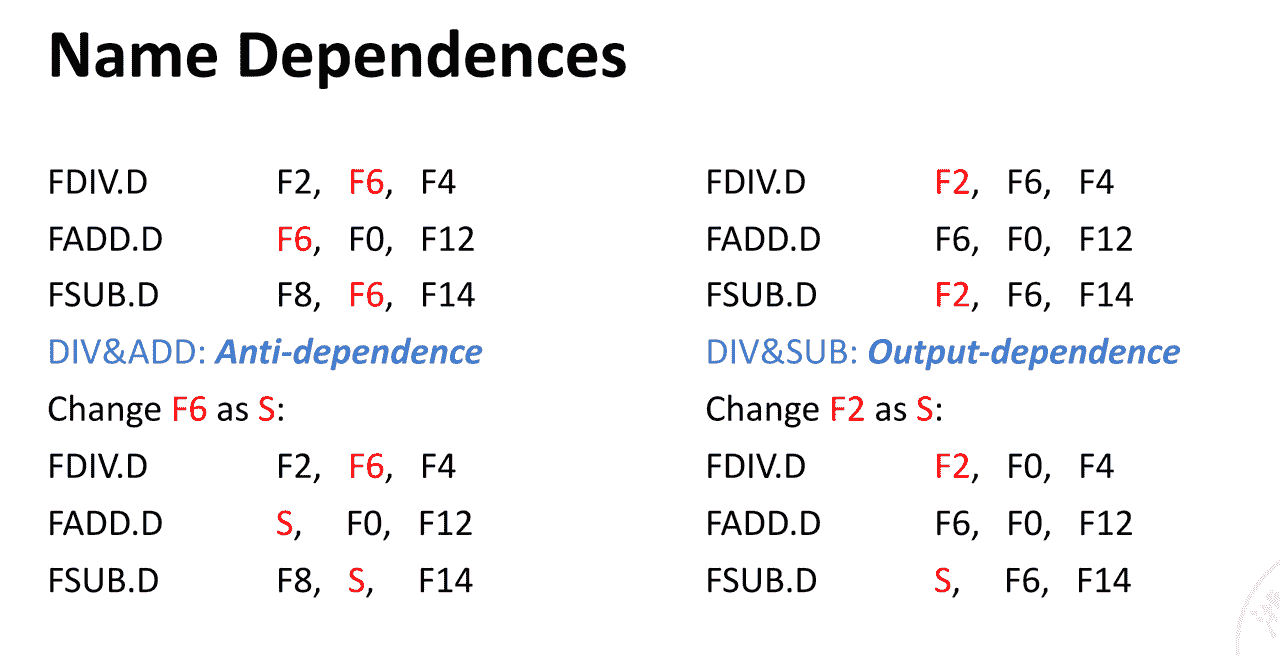 Name Dependences
FDIV.D F2, F6, F4
FADD.D F6, F0, F12
FSUB.D F8, F6, F14
DIV&ADD: Anti-dependence
Change F6 as S:
FDIV.D F2, F6, F4
FADD.D S, F0, F12
FSUB.D F8, S, F14
FDIV.D F2, F6, F4
FADD.D F6, F0, F12
FSUB.D F2, F6, F14
DIV&SUB: Output-dependence
Change F2 as S:
FDIV.D F2, F0, F4
FADD.D F6, F0, F12
FSUB.D S, F6, F14